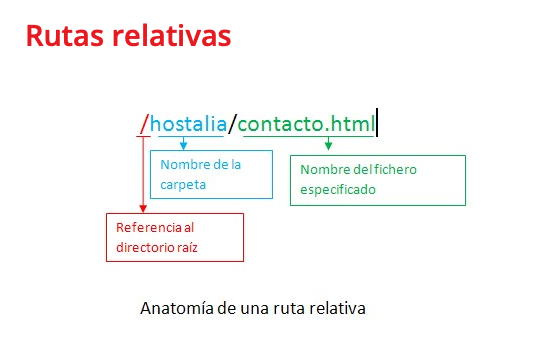 Rutas relativas
/hostalia/contacto.html
Nombre de la
carpeta
Nombre del fichero
especificado
Referencia al
directorio raíz
Anatomía de una ruta relativa